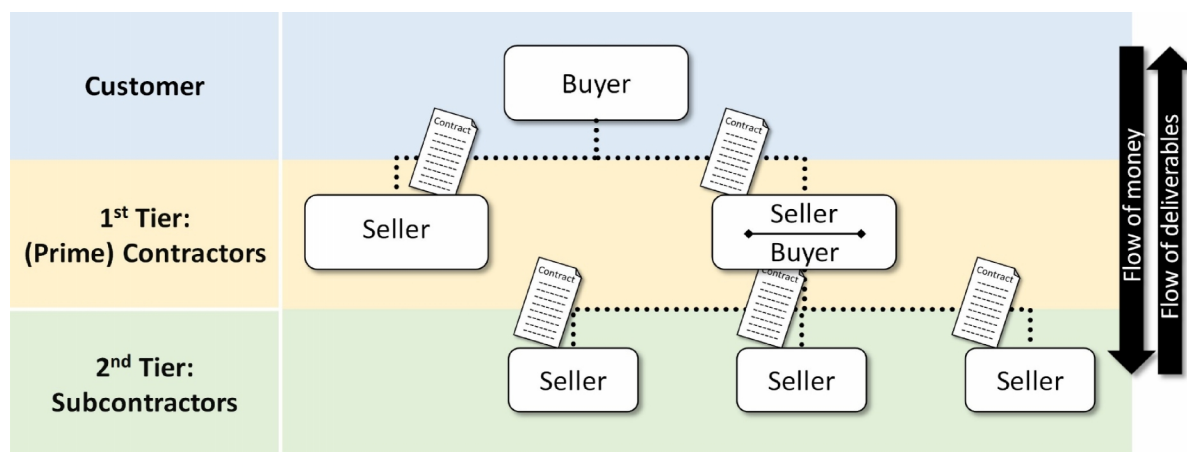 Customer
Buyer
Contract
Contract
1st Tier:
(Prime) Contractors
Seller
Seller
Buyer
Contract
Contract
Contract
2nd Tier:
Subcontractors
Seller
Seller
Seller
Flow of money
Flow of deliverables